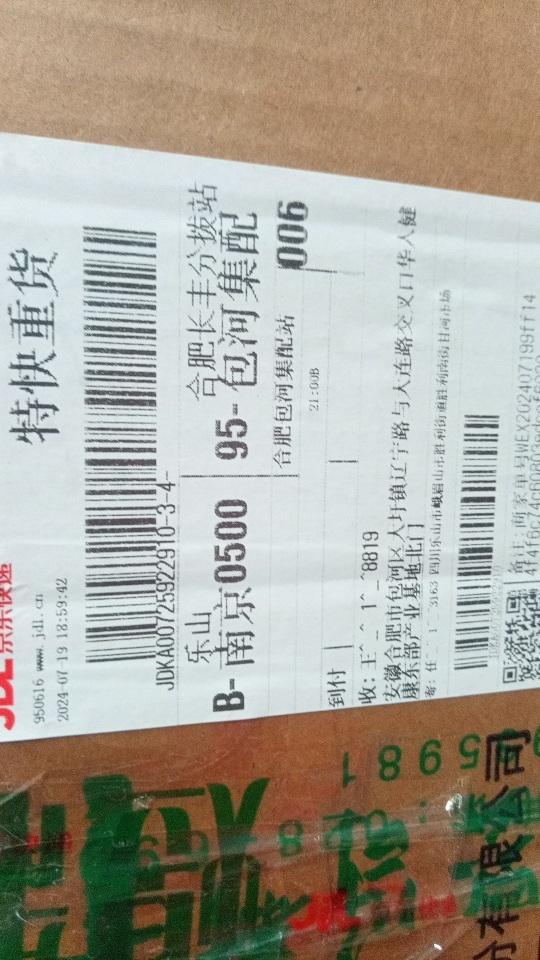 JDL 京东快递
950616 www.jdl.cn
特快重货
2024-07-19 18:59:42
JDKA00725922910-3-4-
乐山
B- 南京0500
合肥长丰分拨站
95- 包河集配
合肥包河集配站
006
21:00B
到付
收: 王^_^ 1^_^8819
安徽合肥市包河区大圩镇辽宁路与大连路交叉口华人健
康东部产业基地北门
寄: 任^_^ 1^_^3163 四川乐山市峨眉山市胜利街道胜利南街甘河市场
JDKA00725922910
备注: 商家单号WEX202407199ff14
份有限公司